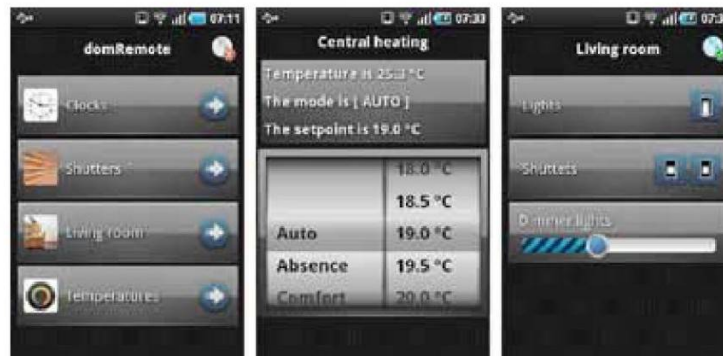 07:11
domRemote
Clocks
Shutters
Living room
Temperatures
07:33
Central heating
Temperature is 25.3 °C
The mode is [ AUTO ]
The setpoint is 19.0 °C
18.0 °C
18.5 °C
Auto 19.0 °C
Absence 19.5 °C
Comfort 20.0 °C
Living room
Lights
Shuttets
Dimmer lights